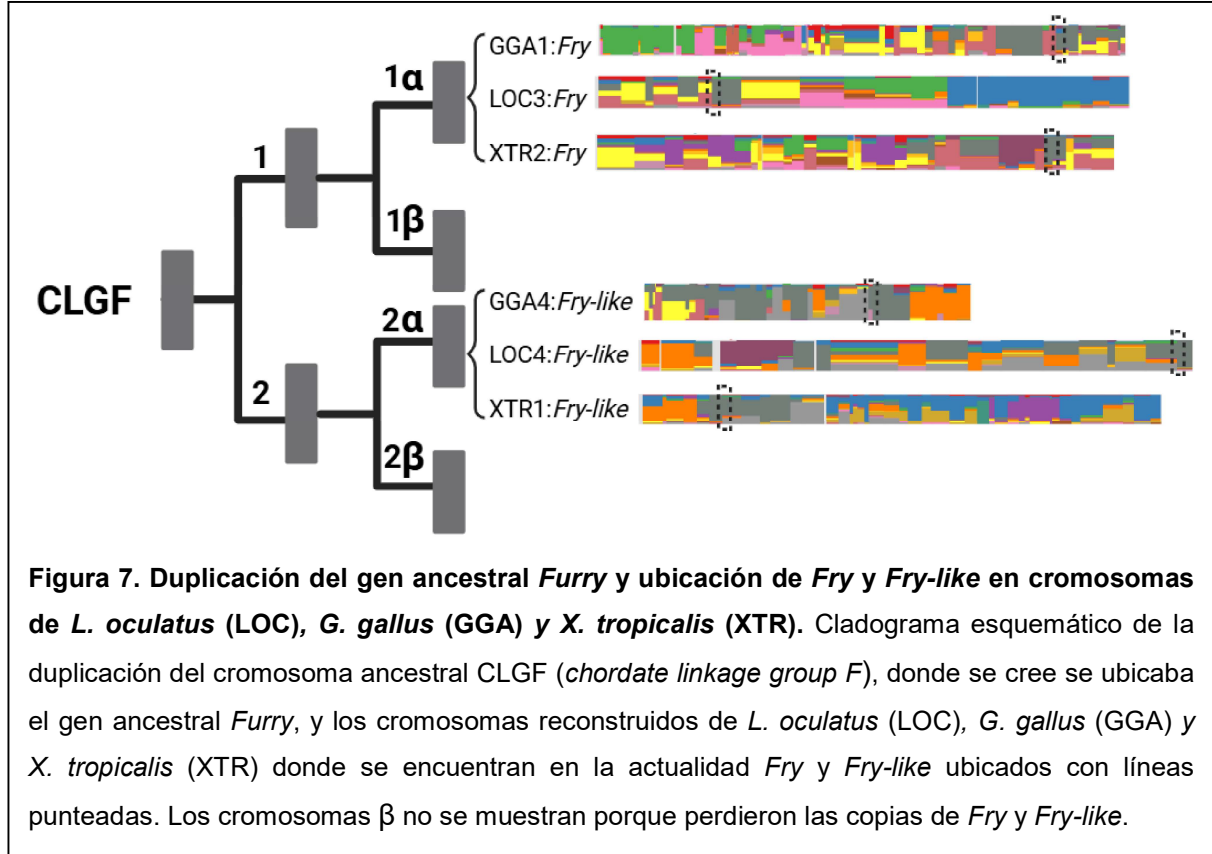 GGA1:Fry
1α
LOC3:Fry
1
XTR2:Fry
1β
CLGF
GGA4:Fry-like
2α
LOC4:Fry-like
2
XTR1:Fry-like
2β
Figura 7. Duplicación del gen ancestral Furry y ubicación de Fry y Fry-like en cromosomas
de L. oculatus (LOC), G. gallus (GGA) y X. tropicalis (XTR). Cladograma esquemático de la
duplicación del cromosoma ancestral CLGF (chordate linkage group F), donde se cree se ubicaba
el gen ancestral Furry, y los cromosomas reconstruidos de L. oculatus (LOC), G. gallus (GGA) y
X. tropicalis (XTR) donde se encuentran en la actualidad Fry y Fry-like ubicados con líneas
punteadas. Los cromosomas β no se muestran porque perdieron las copias de Fry y Fry-like.